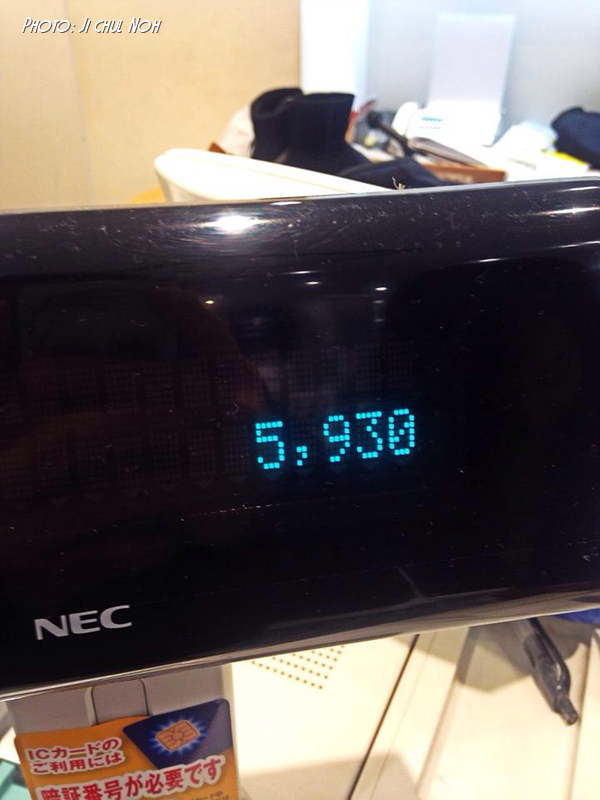 Photo: Ji chul Noh
5,930
NEC
ICカードの
ご利用には
暗証番号が必要です